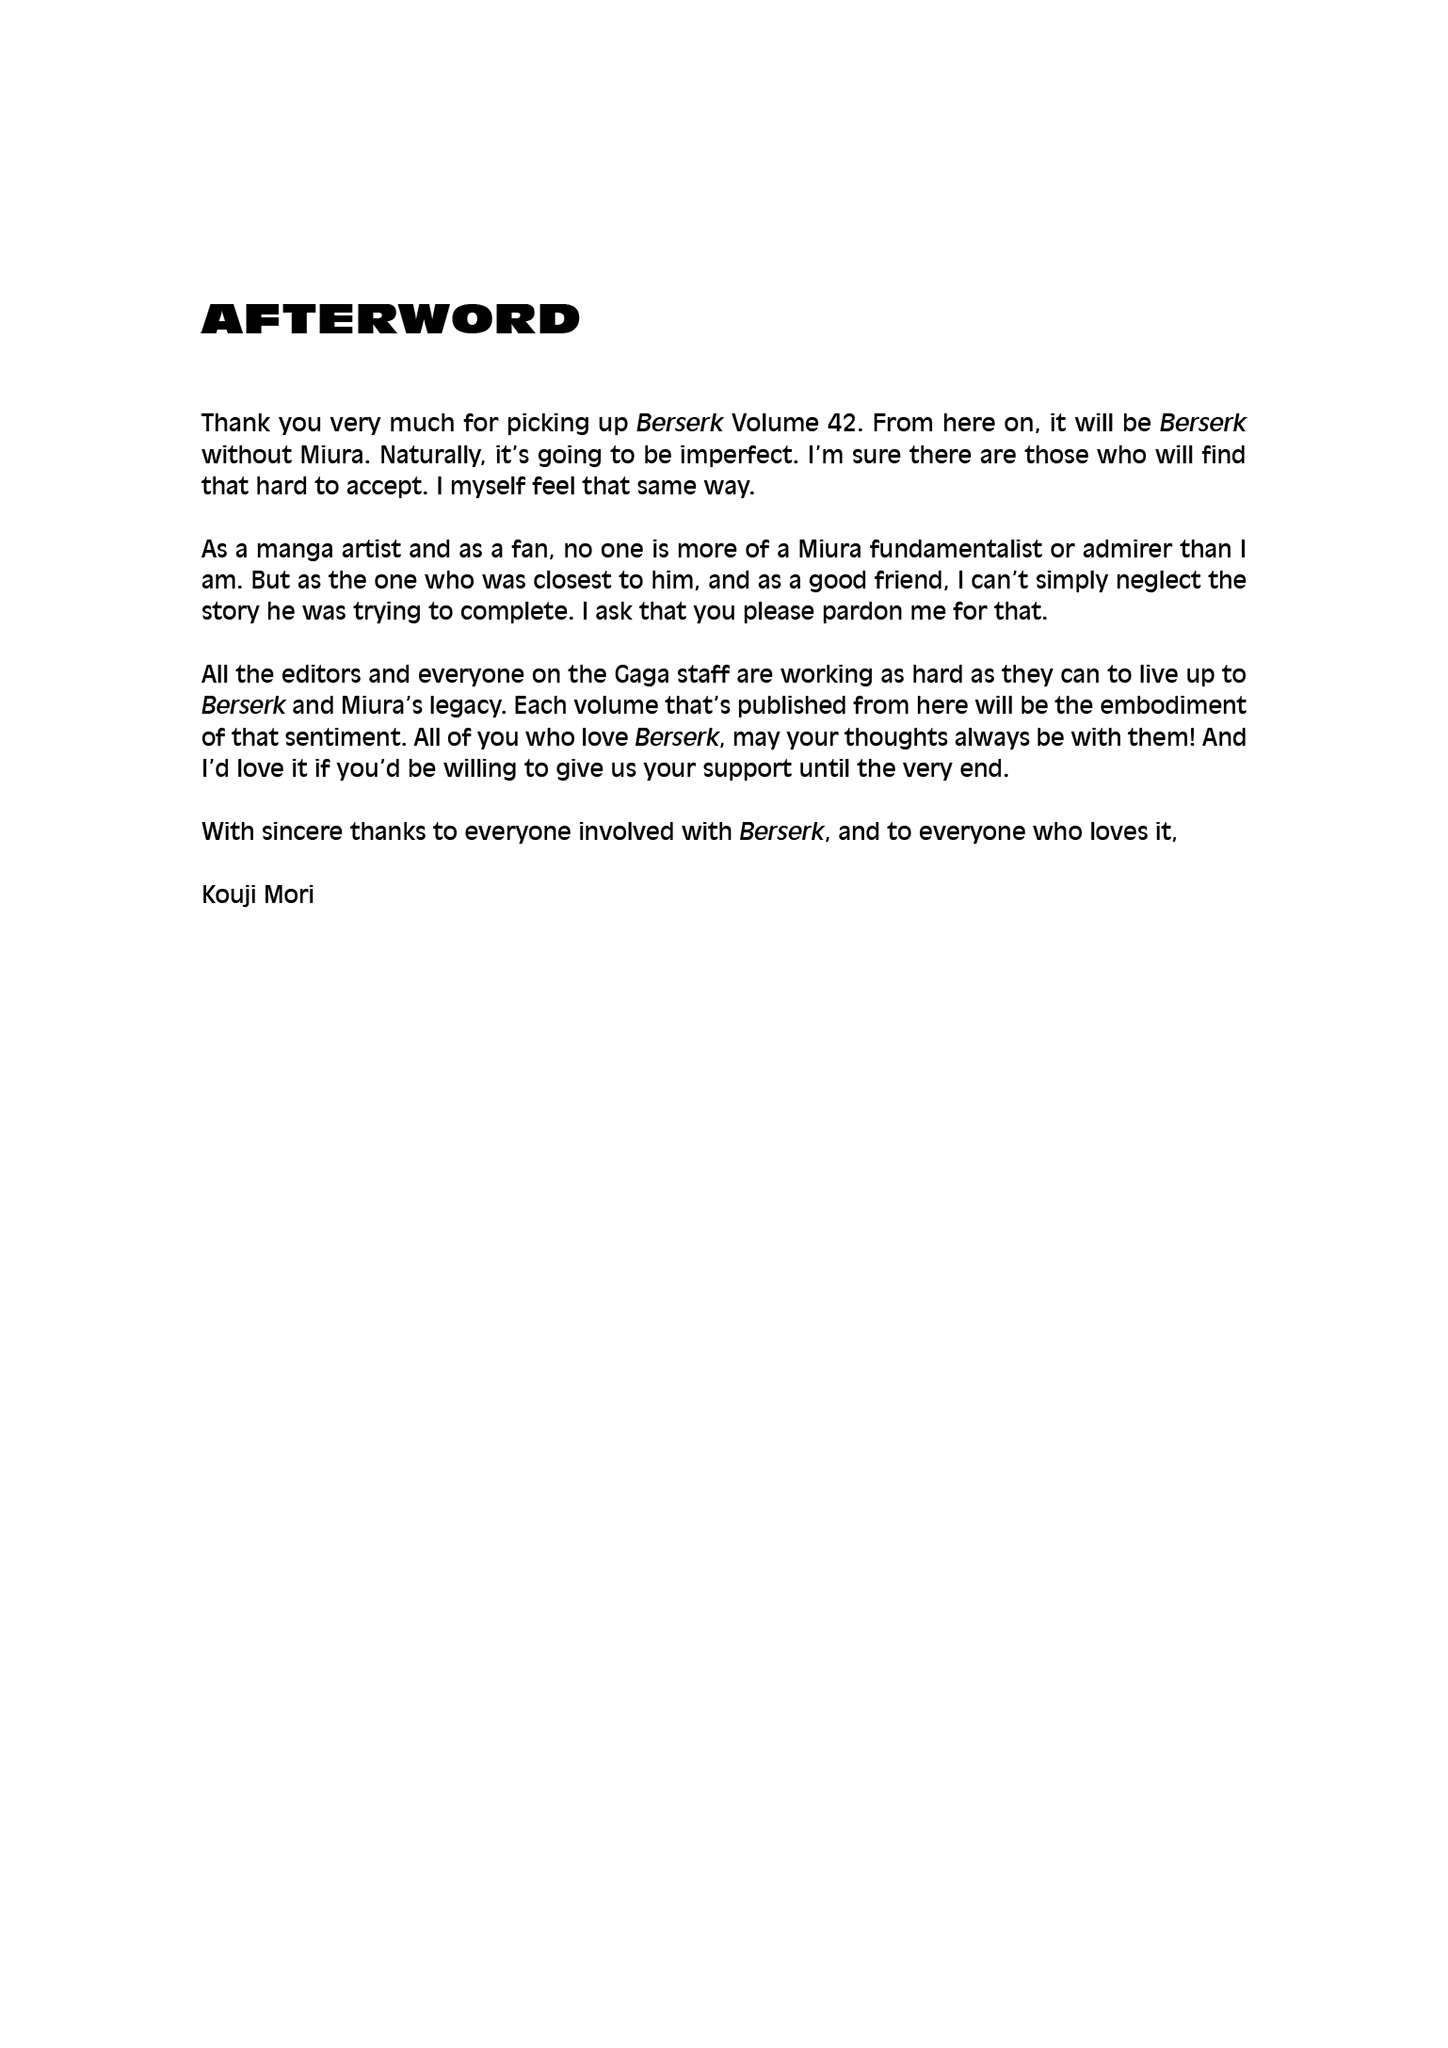 AFTERWORD
Thank you very much for picking up Berserk Volume 42. From here on, it will be Berserk
without Miura. Naturally, it’s going to be imperfect. I’m sure there are those who will find
that hard to accept. I myself feel that same way.
As a manga artist and as a fan, no one is more of a Miura fundamentalist or admirer than I
am. But as the one who was closest to him, and as a good friend, I can’t simply neglect the
story he was trying to complete. I ask that you please pardon me for that.
All the editors and everyone on the Gaga staff are working as hard as they can to live up to
Berserk and Miura’s legacy. Each volume that’s published from here will be the embodiment
of that sentiment. All of you who love Berserk, may your thoughts always be with them! And
I’d love it if you’d be willing to give us your support until the very end.
With sincere thanks to everyone involved with Berserk, and to everyone who loves it,
Kouji Mori